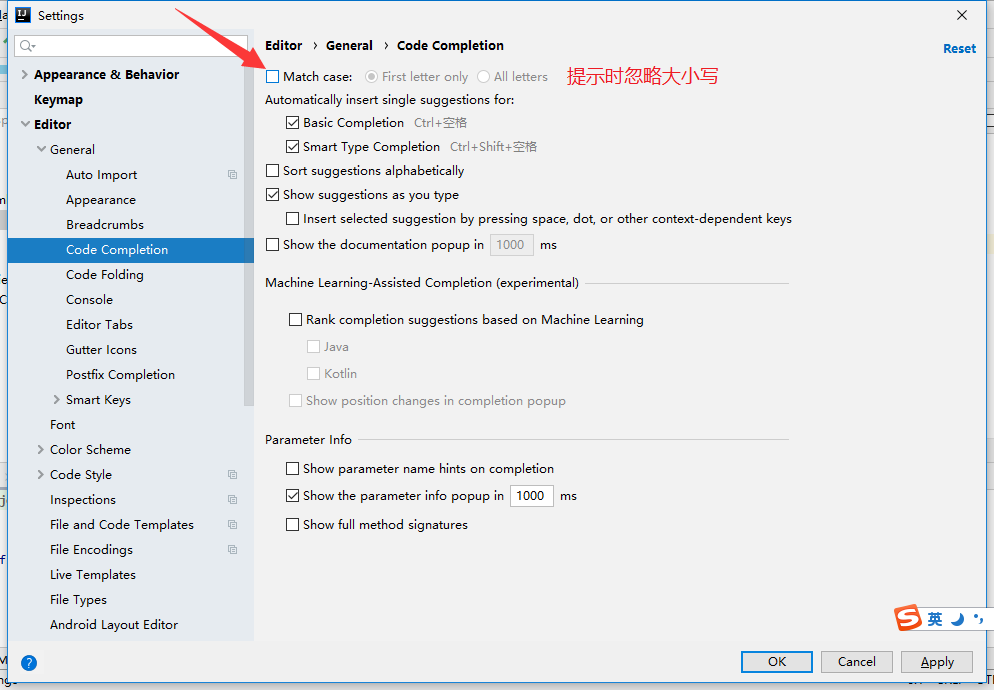 Settings
Editor › General › Code Completion
Reset
Appearance & Behavior
Keymap
Editor
General
Auto Import
Appearance
Breadcrumbs
Code Completion
Code Folding
Console
Editor Tabs
Gutter Icons
Postfix Completion
Smart Keys
Font
Color Scheme
Code Style
Inspections
File and Code Templates
File Encodings
Live Templates
File Types
Android Layout Editor
Match case: First letter only All letters 提示时忽略大小写
Automatically insert single suggestions for:
Basic Completion Ctrl+空格
Smart Type Completion Ctrl+Shift+空格
Sort suggestions alphabetically
Show suggestions as you type
Insert selected suggestion by pressing space, dot, or other context-dependent keys
Show the documentation popup in 1000 ms
Machine Learning-Assisted Completion (experimental)
Rank completion suggestions based on Machine Learning
Java
Kotlin
Show position changes in completion popup
Parameter Info
Show parameter name hints on completion
Show the parameter info popup in 1000 ms
Show full method signatures
英
?
OK Cancel Apply